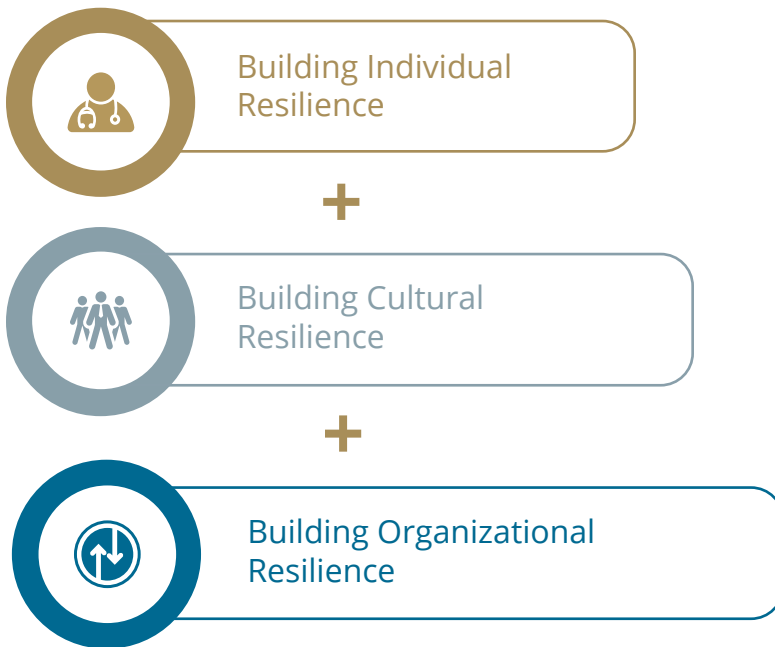 Building Individual
Resilience
+
Building Cultural
Resilience
+
Building Organizational
Resilience